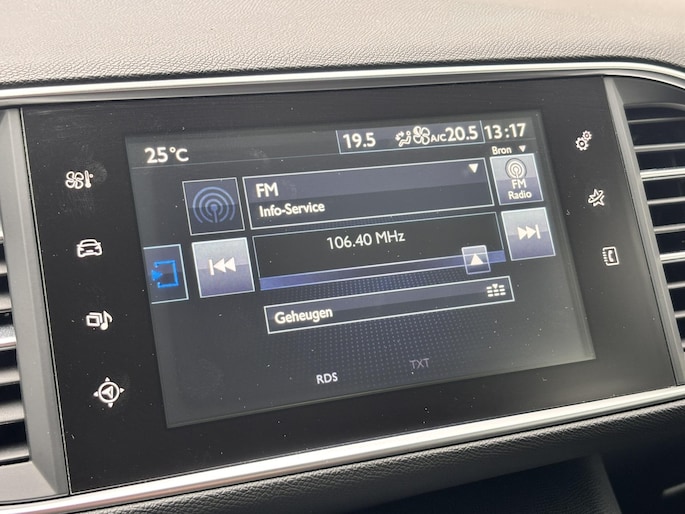 25°C
19.5 A/C 20.5 13:17
Bron
FM
Info-Service
FM
Radio
106.40 MHz
Geheugen
RDS TXT